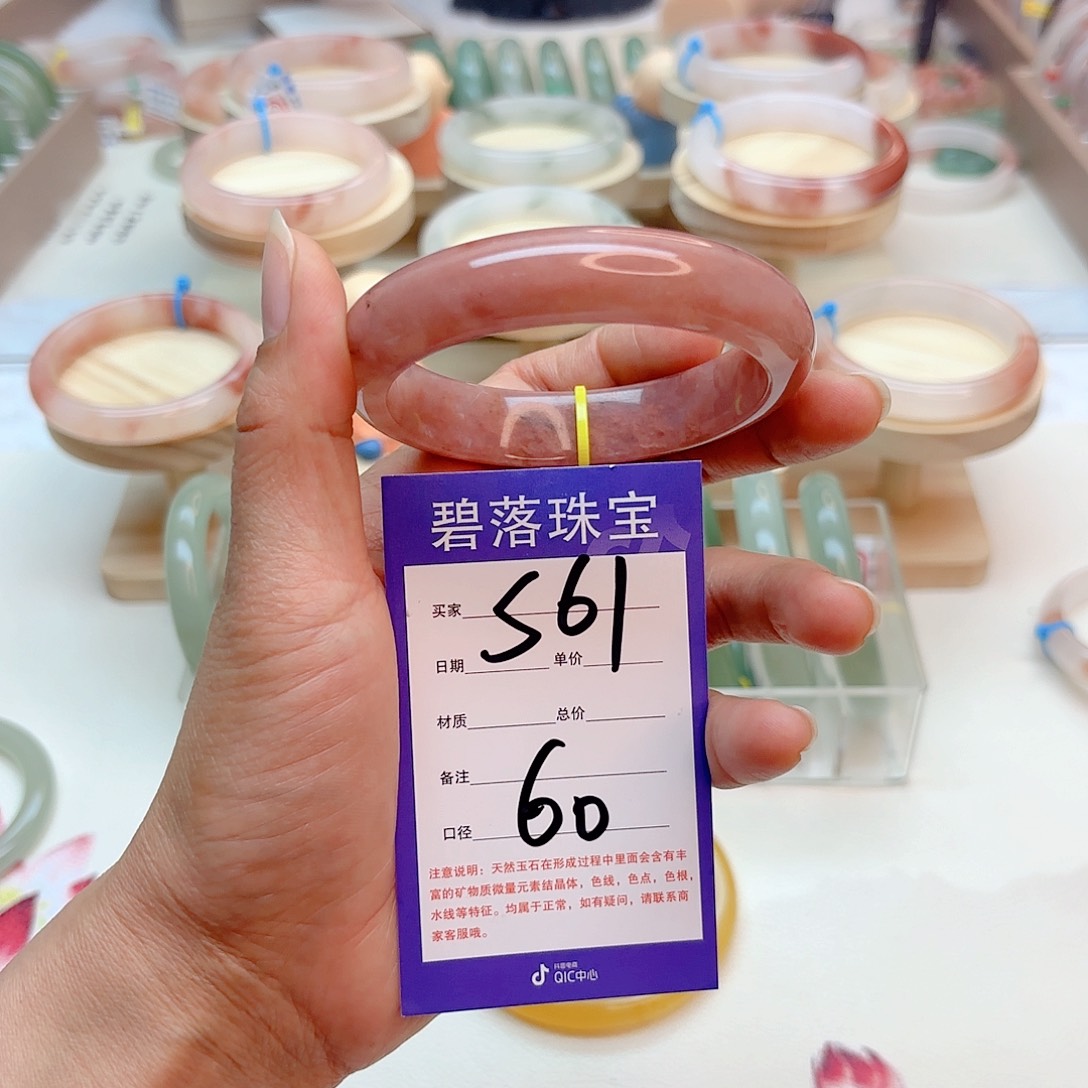 碧落珠宝
买家 561
日期 单价
材质 总价
备注
口径 60
注意说明：天然玉石在形成过程中里面会含有丰
富的矿物质微量元素结晶体，色线，色点，色根，
水线等特征。均属于正常，如有疑问，请联系商
家客服哦。
抖音电商
QIC中心